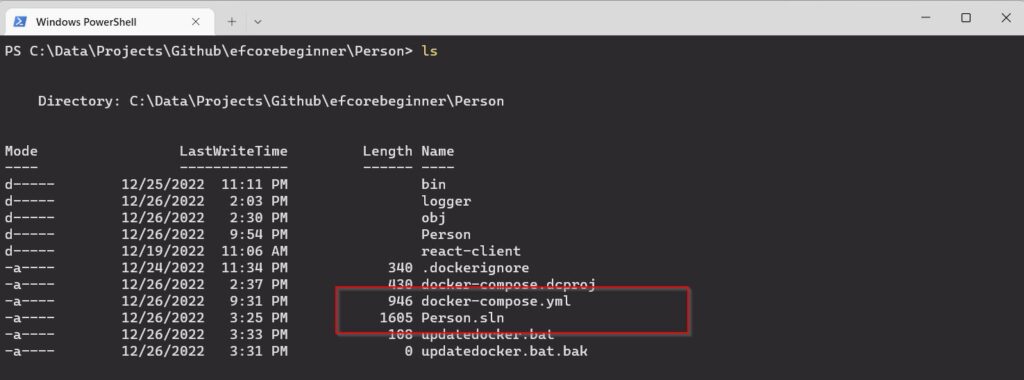 Windows PowerShell
PS C:\Data\Projects\Github\efcorebeginner\Person> ls
Directory: C:\Data\Projects\Github\efcorebeginner\Person
Mode LastWriteTime Length Name
---- ------------- ------ ----
d----- 12/25/2022 11:11 PM bin
d----- 12/26/2022 2:03 PM logger
d----- 12/26/2022 2:30 PM obj
d----- 12/26/2022 9:54 PM Person
d----- 12/19/2022 11:06 AM react-client
-a---- 12/24/2022 11:34 PM 340 .dockerignore
-a---- 12/26/2022 2:37 PM 430 docker-compose.dcproj
-a---- 12/26/2022 9:31 PM 946 docker-compose.yml
-a---- 12/26/2022 3:25 PM 1605 Person.sln
-a---- 12/26/2022 3:33 PM 108 updatedocker.bat
-a---- 12/26/2022 3:31 PM 0 updatedocker.bat.bak